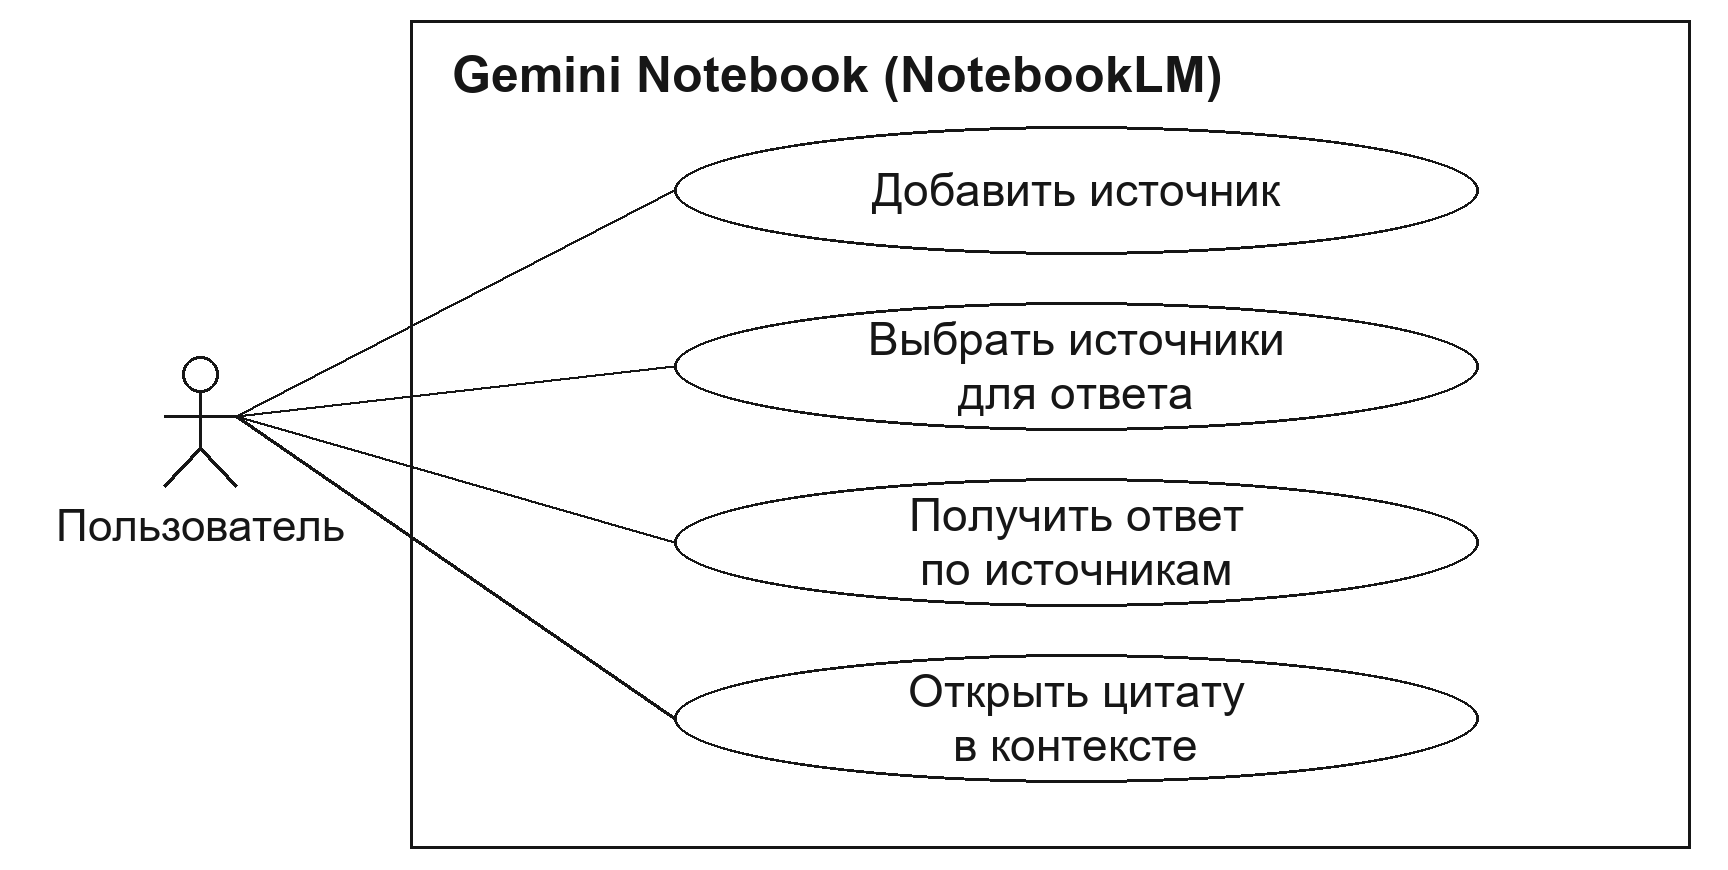 Gemini Notebook (NotebookLM)
Добавить источник
Выбрать источники
для ответа
Пользователь
Получить ответ
по источникам
Открыть цитату
в контексте